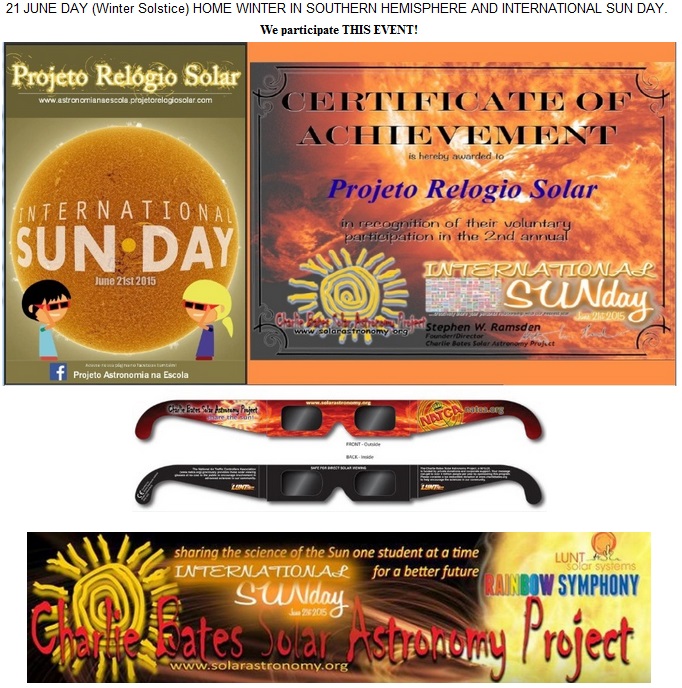 21 JUNE DAY (Winter Solstice) HOME WINTER IN SOUTHERN HEMISPHERE AND INTERNATIONAL SUN DAY.
We participate THIS EVENT!
Projeto Relógio Solar
www.astronomianaescola.projetorelogiosolar.com
INTERNATIONAL
SUN•DAY
June 21st 2015
Projeto Astronomia na Escola
CERTIFICATE OF
ACHIEVEMENT
is hereby awarded to
Projeto Relogio Solar
in recognition of their voluntary
participation in the 2nd annual
Charlie Bates Solar Astronomy Project
www.solarastronomy.org
INTERNATIONAL
SUNday
June 21st 2015
Stephen W. Ramsden
Founder/Director
Charlie Bates Solar Astronomy Project
www.solarastronomy.org
Charlie Bates Solar Astronomy Project
NATCA
natca.org
FRONT - Outside
BACK - Inside
SAFE FOR DIRECT SOLAR VIEWING
LUNT
LUNT
sharing the science of the Sun one student at a time
for a better future
INTERNATIONAL
SUNday
June 21st 2015
LUNT
solar systems
RAINBOW SYMPHONY
Charlie Bates Solar Astronomy Project
www.solarastronomy.org